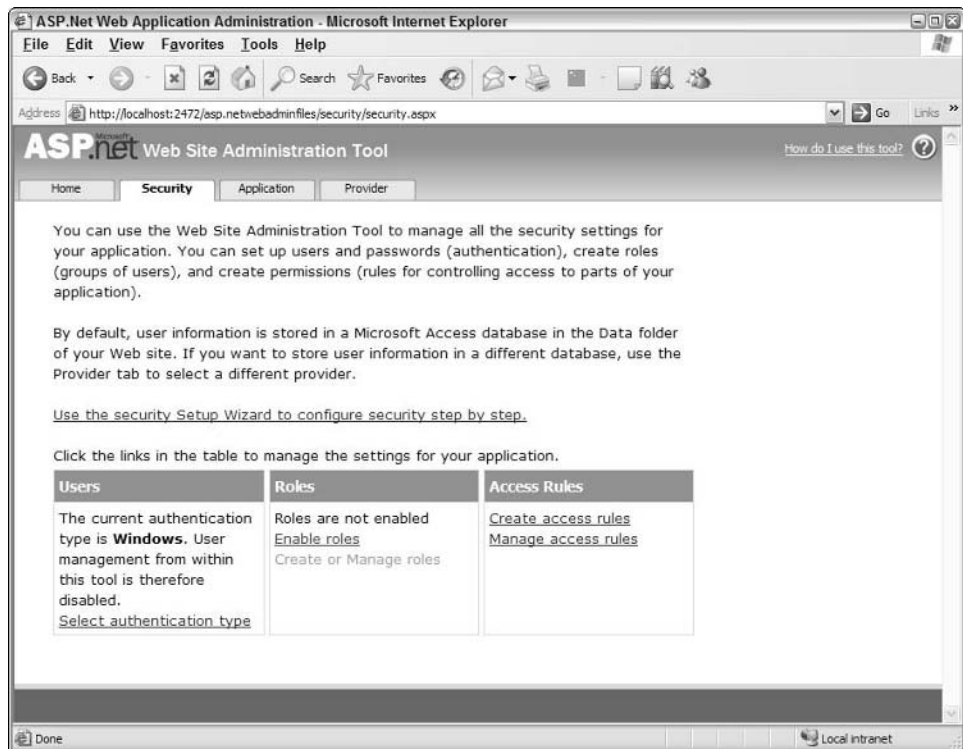 ASP.Net Web Application Administration - Microsoft Internet Explorer
File Edit View Favorites Tools Help
Back Search Favorites
Address http://localhost:2472/asp.netwebadminfiles/security/security.aspx Go Links »
Microsoft
ASP.net Web Site Administration Tool How do I use this tool? ?
Home Security Application Provider
You can use the Web Site Administration Tool to manage all the security settings for
your application. You can set up users and passwords (authentication), create roles
(groups of users), and create permissions (rules for controlling access to parts of your
application).
By default, user information is stored in a Microsoft Access database in the Data folder
of your Web site. If you want to store user information in a different database, use the
Provider tab to select a different provider.
Use the security Setup Wizard to configure security step by step.
Click the links in the table to manage the settings for your application.
Users
The current authentication
type is Windows. User
management from within
this tool is therefore
disabled.
Select authentication type
Roles
Roles are not enabled
Enable roles
Create or Manage roles
Access Rules
Create access rules
Manage access rules
Done Local intranet